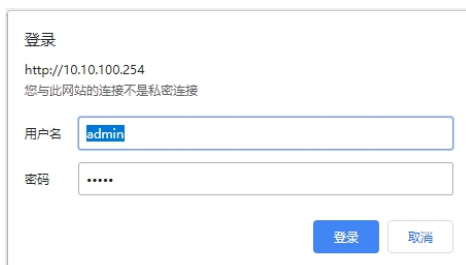 登录
http://10.10.100.254
您与此网站的连接不是私密连接
用户名 admin
密码 •••••
登录 取消